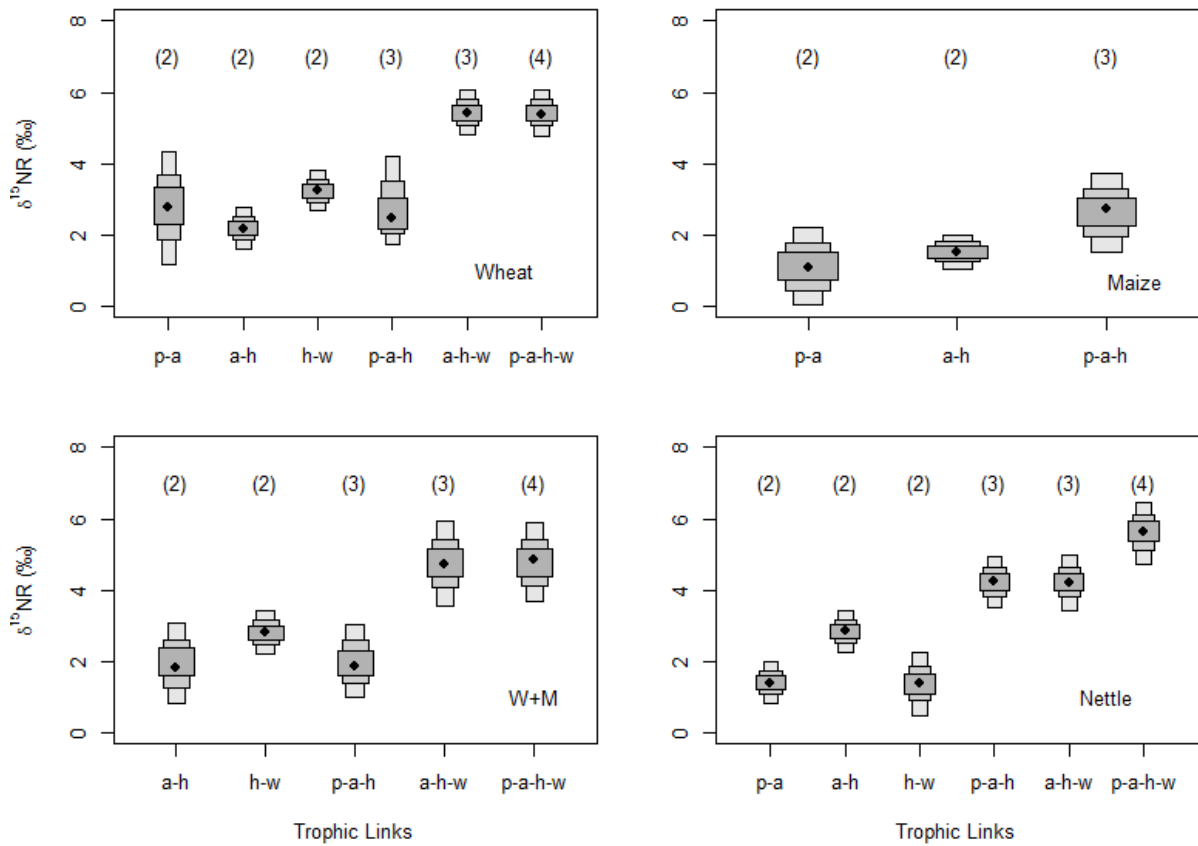 8
6
4
2
0
δ¹⁵NR (‰)
(2) (2) (2) (3) (3) (4)
Wheat
p-a a-h h-w p-a-h a-h-w p-a-h-w
8
6
4
2
0
(2) (2) (3)
Maize
p-a a-h p-a-h
8
6
4
2
0
δ¹⁵NR (‰)
(2) (2) (3) (3) (4)
W+M
a-h h-w p-a-h a-h-w p-a-h-w
Trophic Links
8
6
4
2
0
(2) (2) (2) (3) (3) (4)
Nettle
p-a a-h h-w p-a-h a-h-w p-a-h-w
Trophic Links